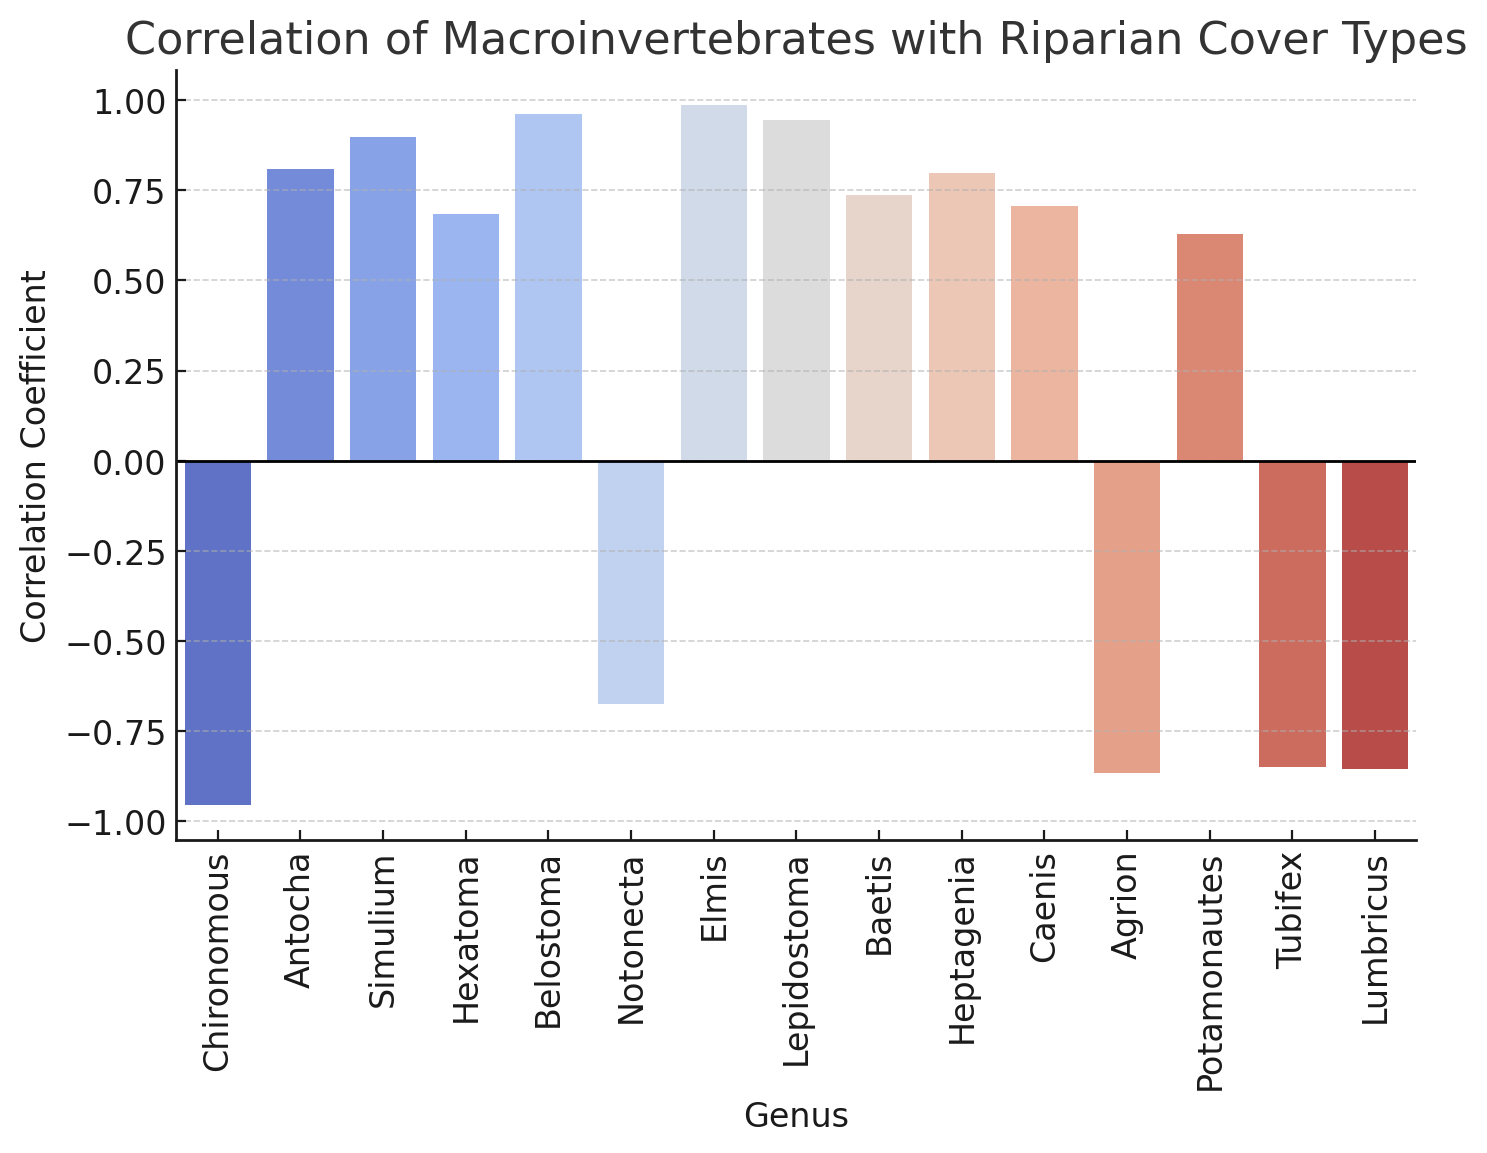 Correlation of Macroinvertebrates with Riparian Cover Types
1.00
0.75
0.50
0.25
0.00
−0.25
−0.50
−0.75
−1.00
Correlation Coefficient
Chironomous
Antocha
Simulium
Hexatoma
Belostoma
Notonecta
Elmis
Lepidostoma
Baetis
Heptagenia
Caenis
Agrion
Potamonautes
Tubifex
Lumbricus
Genus